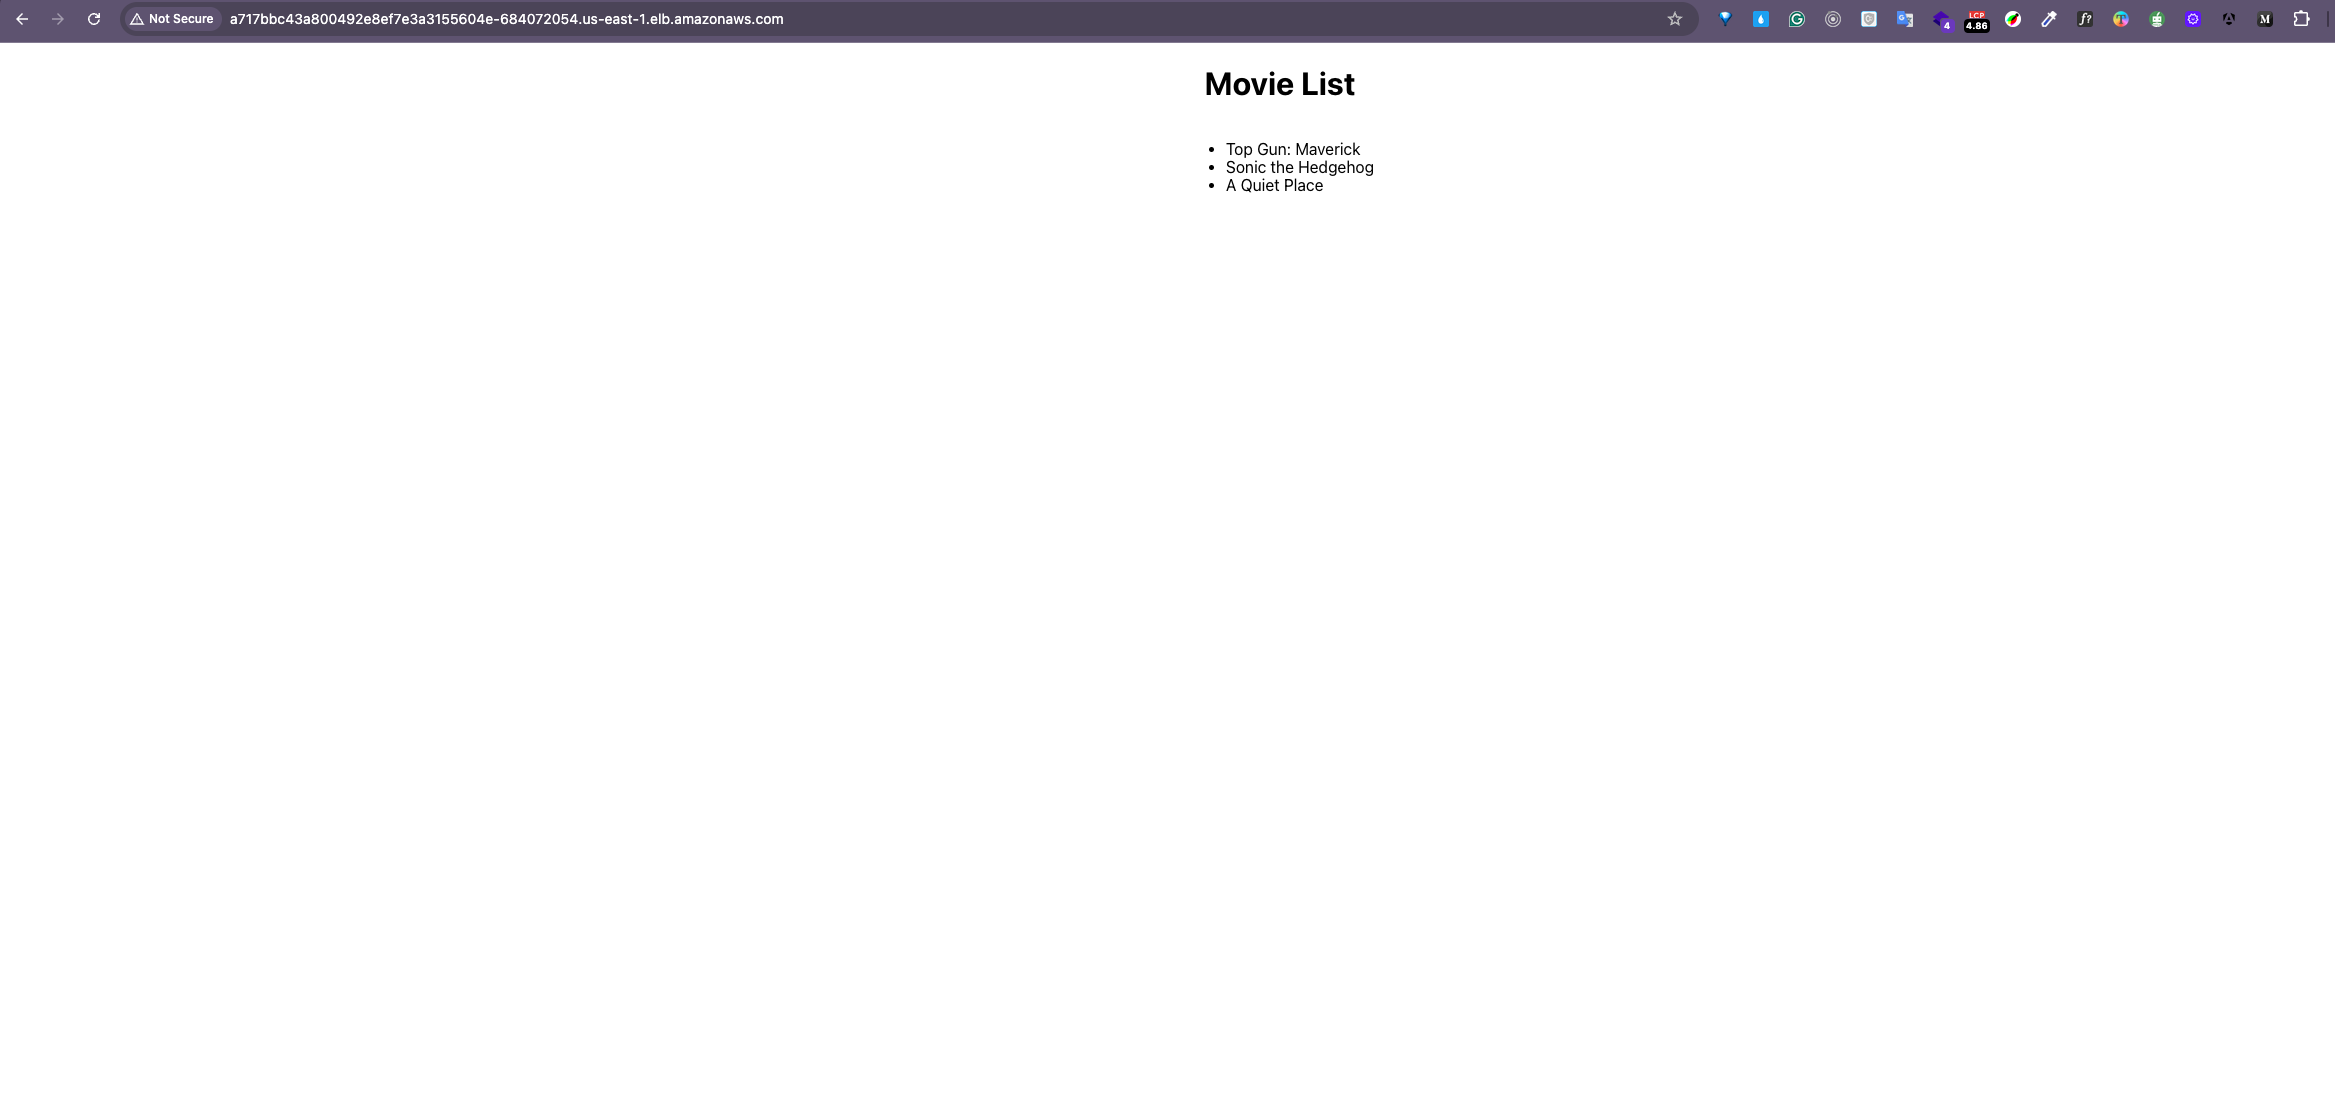 Not Secure a717bbc43a800492e8ef7e3a3155604e-684072054.us-east-1.elb.amazonaws.com 4 LCP 4.86 f? M
Movie List
• Top Gun: Maverick
• Sonic the Hedgehog
• A Quiet Place